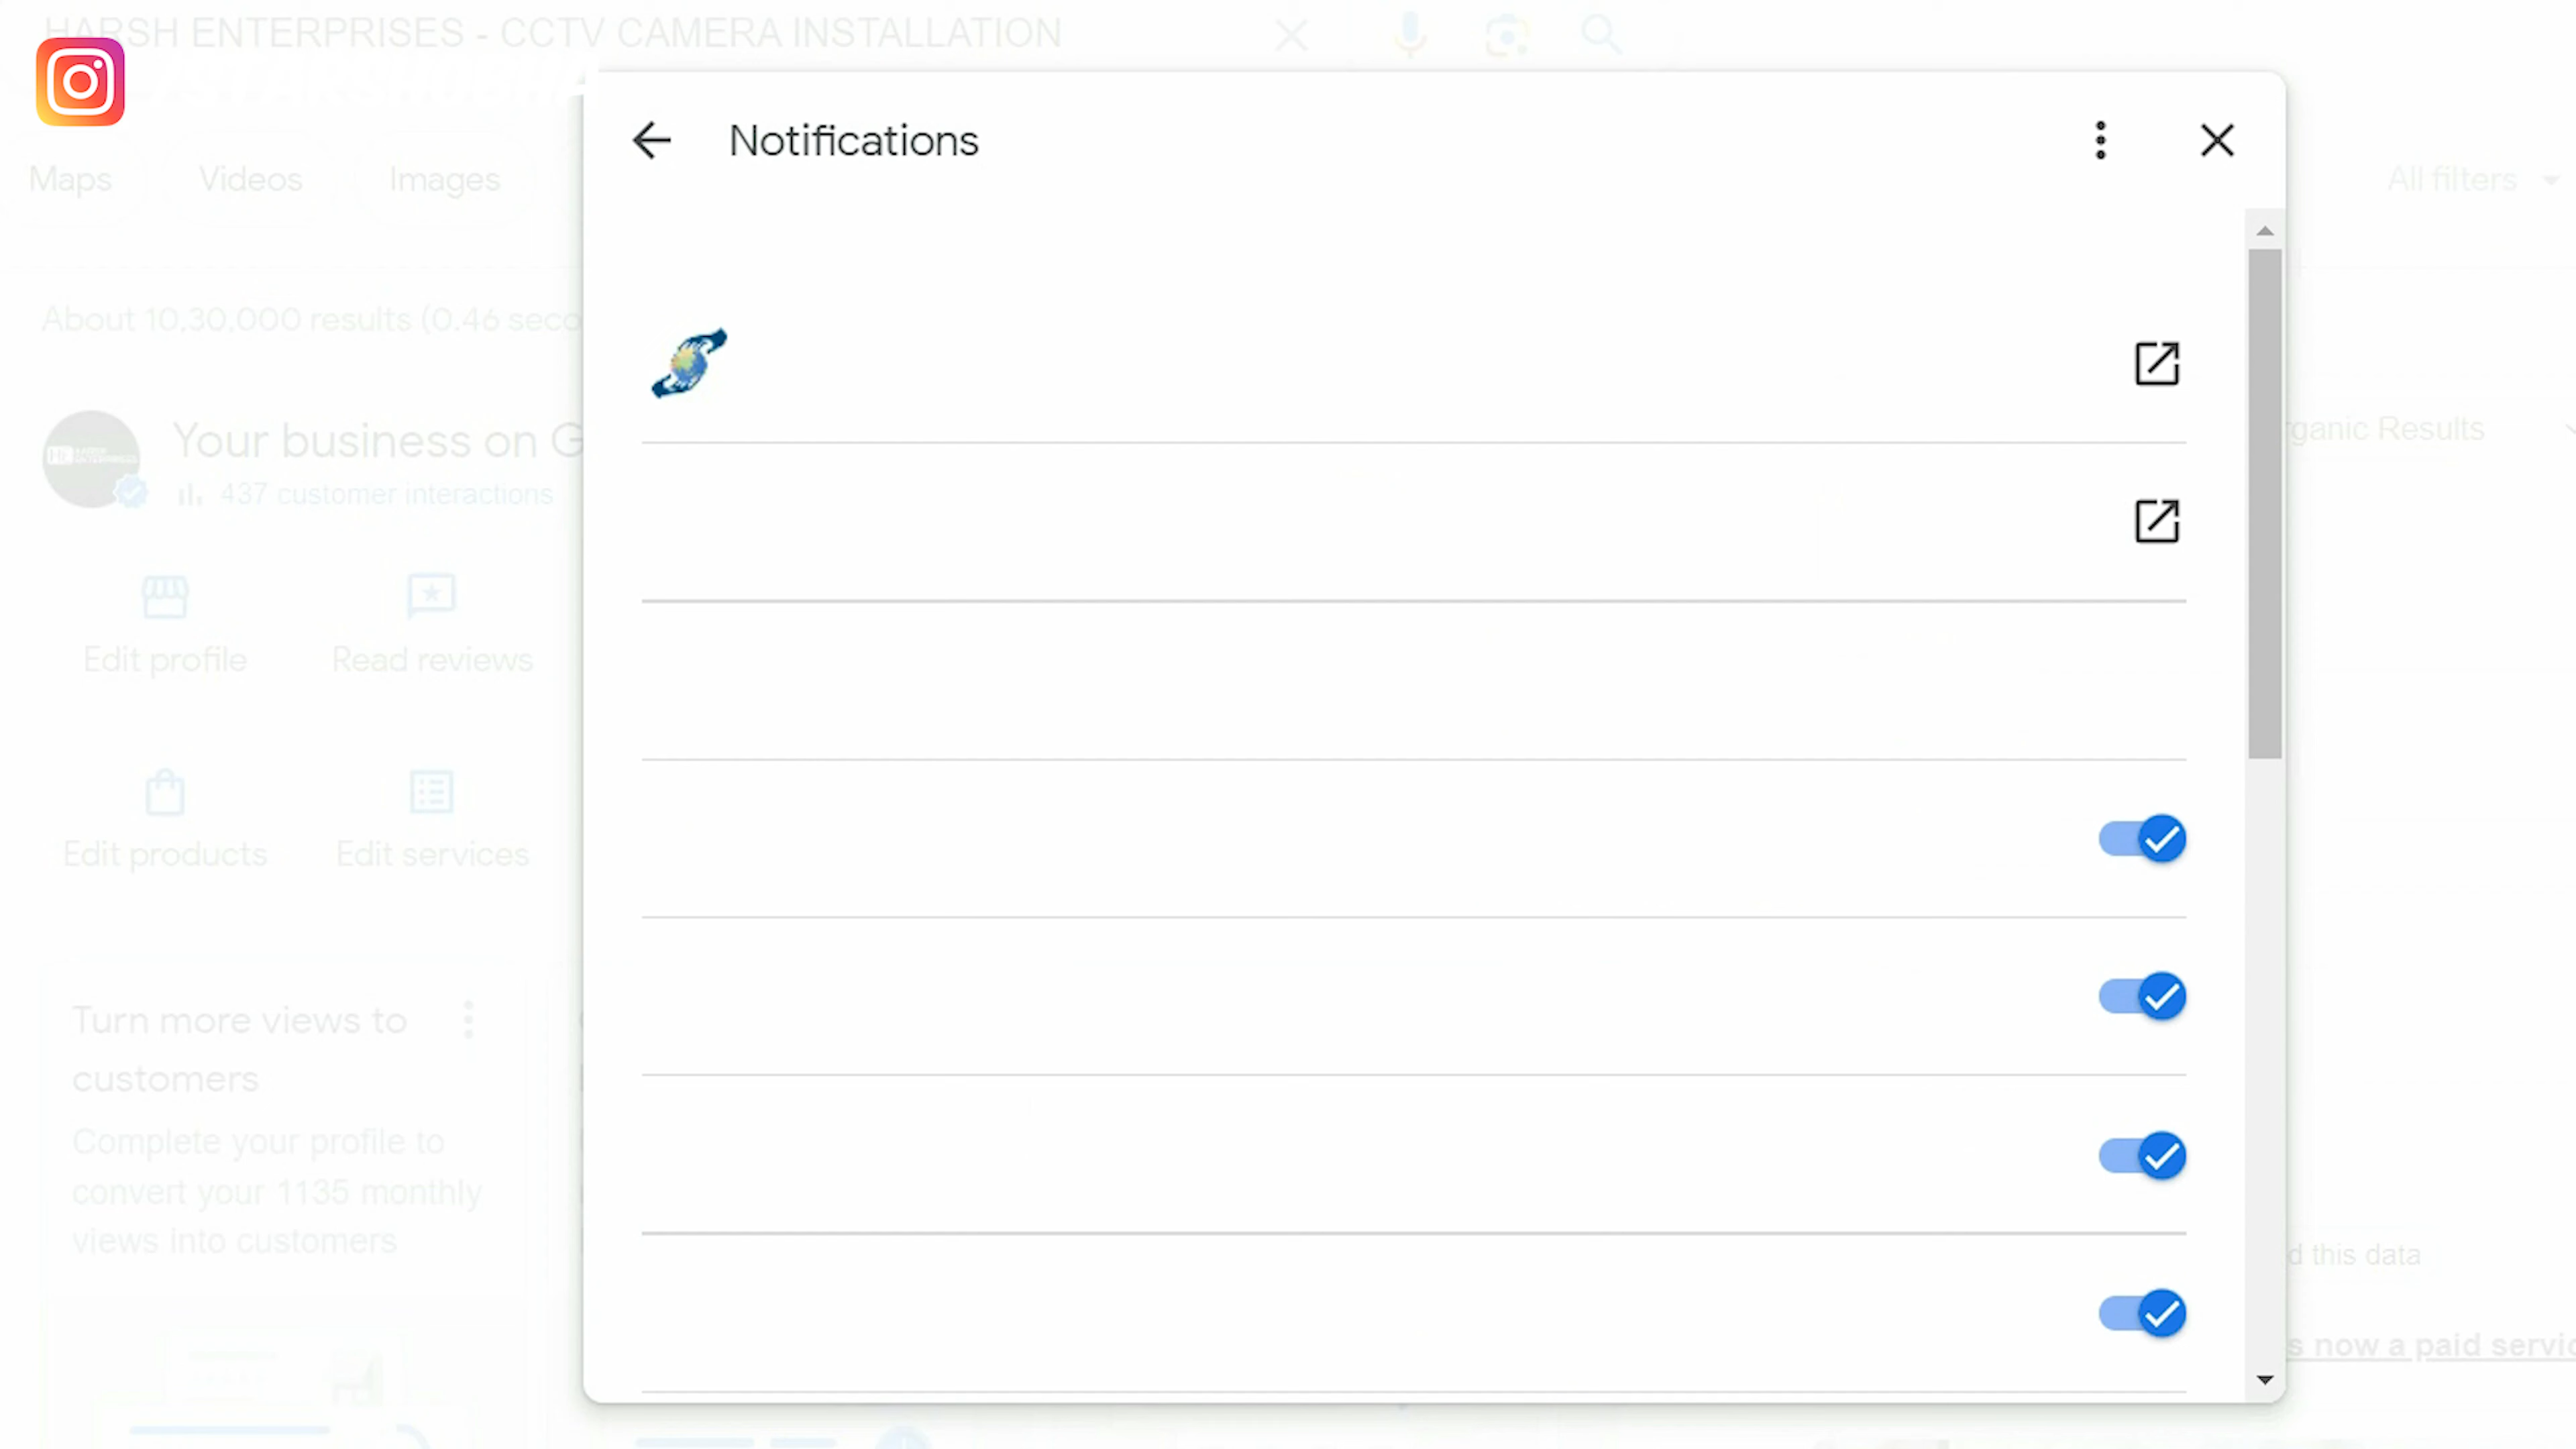 HARSH ENTERPRISES - CCTV CAMERA INSTALLATION
Notifications
Maps
Videos
Images
All filters
About 10,30,000 results (0.46 seco
Your business on G
437 customer interactions
rganic Results
Edit profile
Read reviews
Edit products
Edit services
Turn more views to
customers
Complete your profile to
convert your 1135 monthly
views into customers
d this data
s now a paid servic